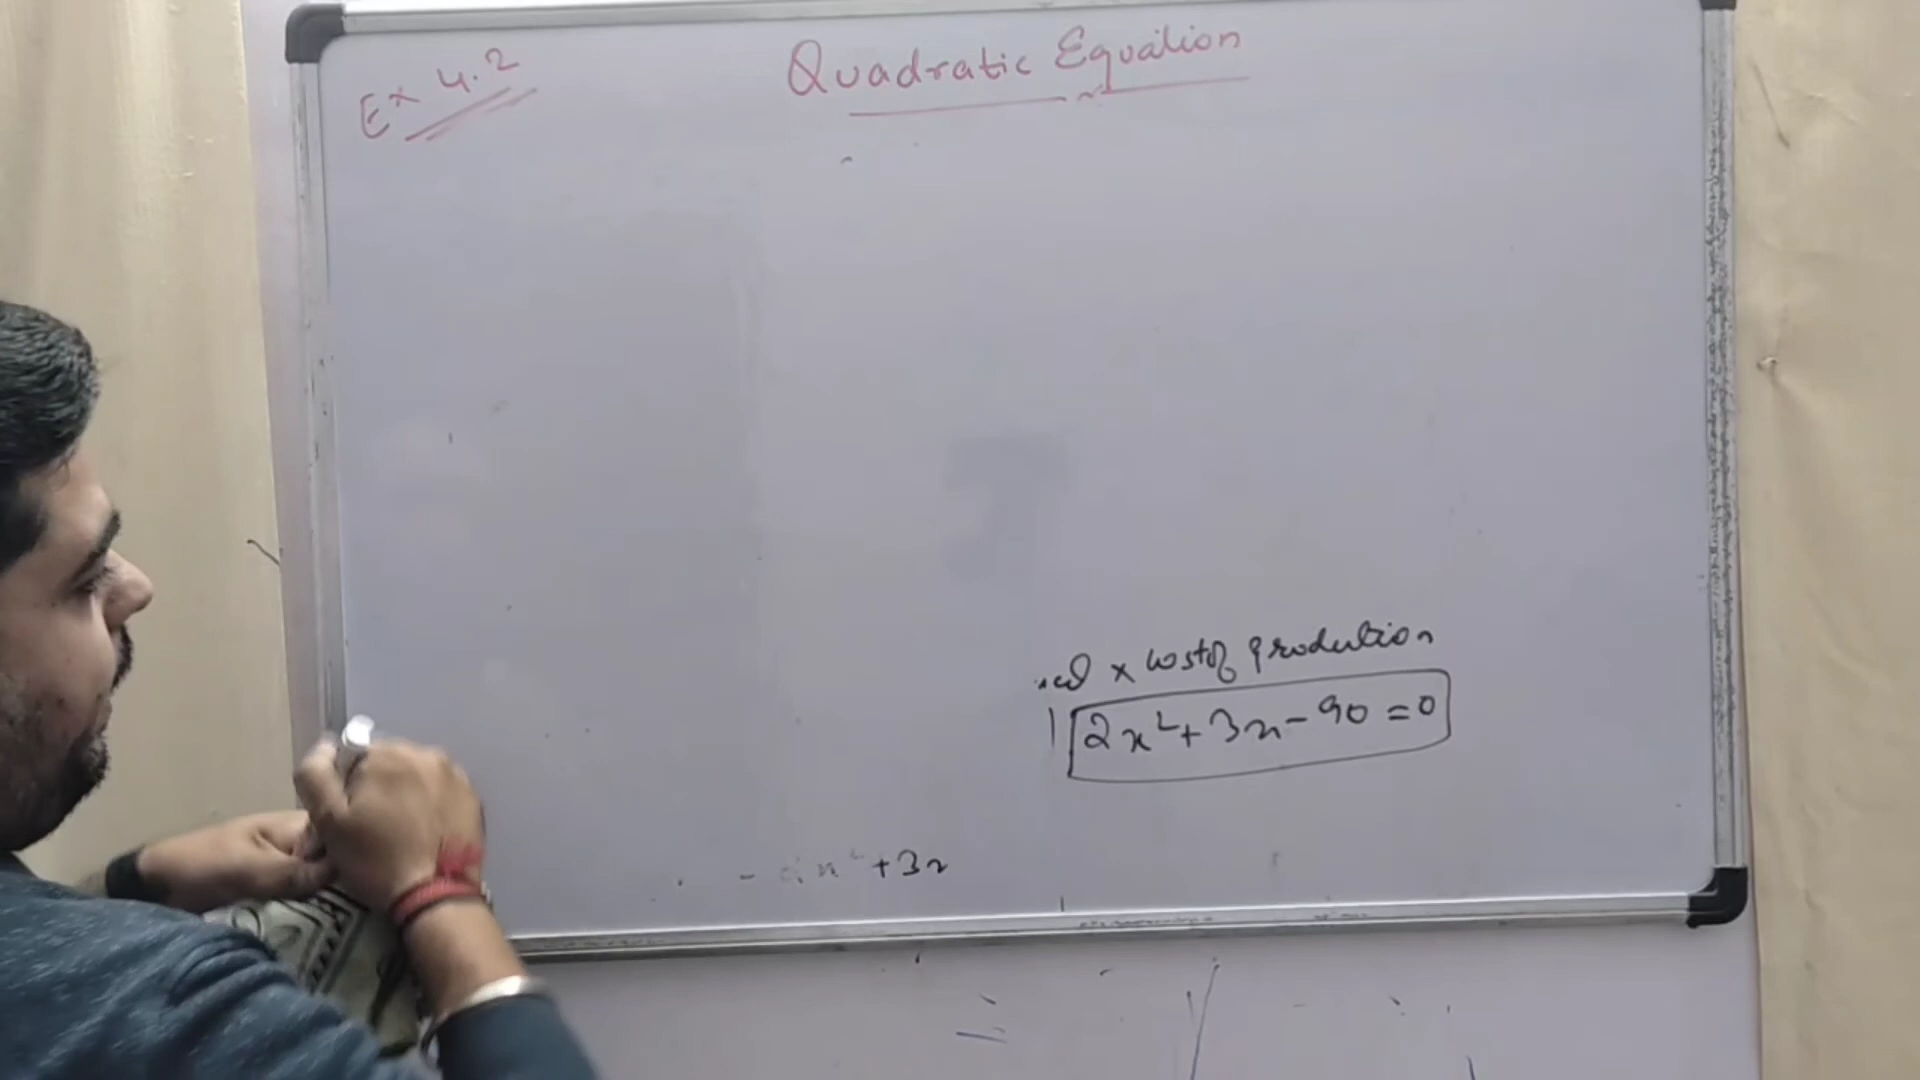 Ex 4.2
Quadratic Equation
× cost of production
2x²+3x-90=0
+3x